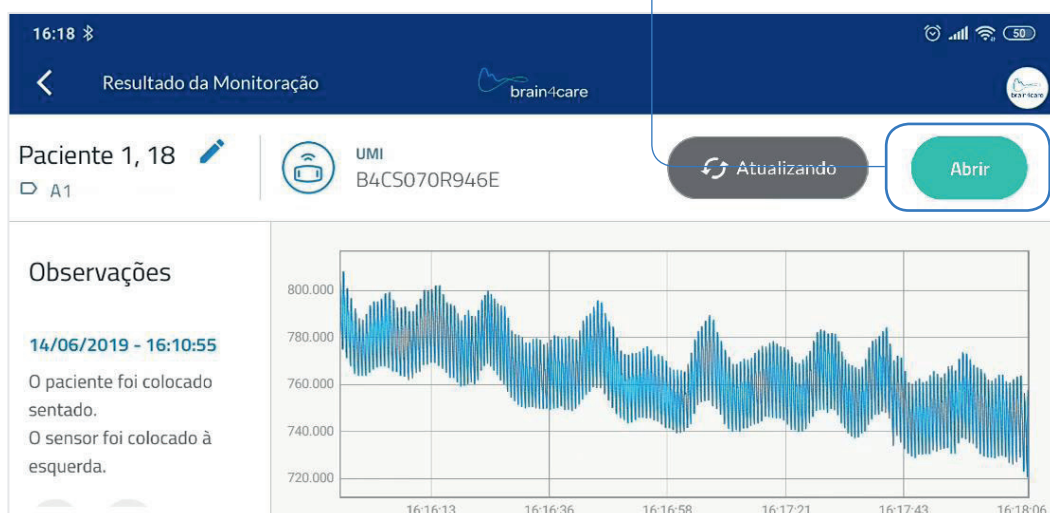 16:18
50
Resultado da Monitoração
brain4care
brain4care
Paciente 1, 18
A1
UMI
B4CS070R946E
Atualizando
Abrir
Observações
14/06/2019 - 16:10:55
O paciente foi colocado
sentado.
O sensor foi colocado à
esquerda.
800.000
780.000
760.000
740.000
720.000
16:16:13
16:16:36
16:16:58
16:17:21
16:17:43
16:18:06